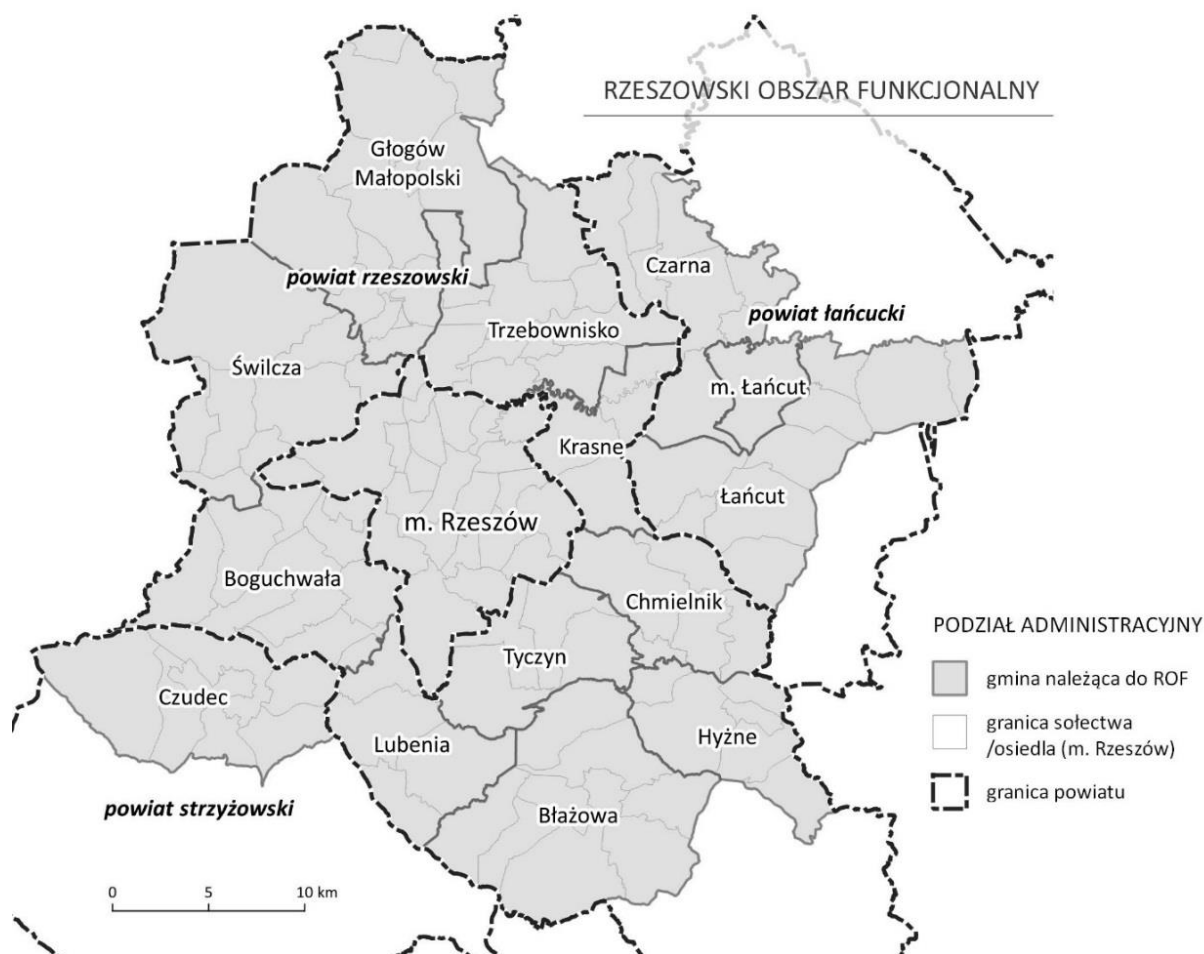 RZESZOWSKI OBSZAR FUNKCJONALNY
Głogów
Małopolski
Czarna
powiat rzeszowski
powiat łańcucki
Trzebownisko
Świlcza
m. Łańcut
Krasne
Łańcut
m. Rzeszów
Boguchwała
Chmielnik
Tyczyn
Czudec
Lubenia
Hyżne
Błażowa
powiat strzyżowski
PODZIAŁ ADMINISTRACYJNY
gmina należąca do ROF
granica sołectwa
/osiedla (m. Rzeszów)
granica powiatu
0 5 10 km